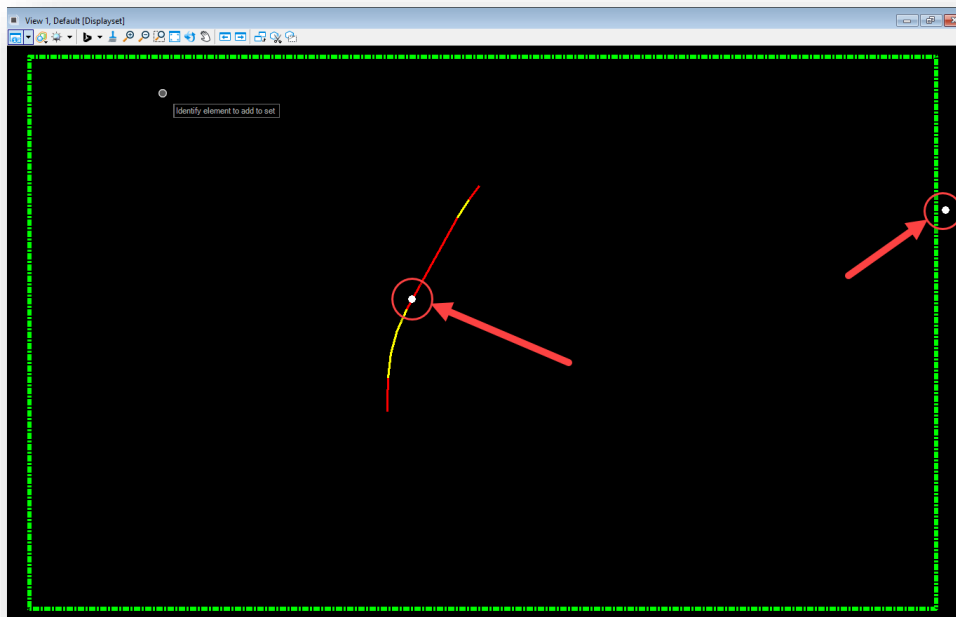 View 1, Default [Displayset]
Identify element to add to set